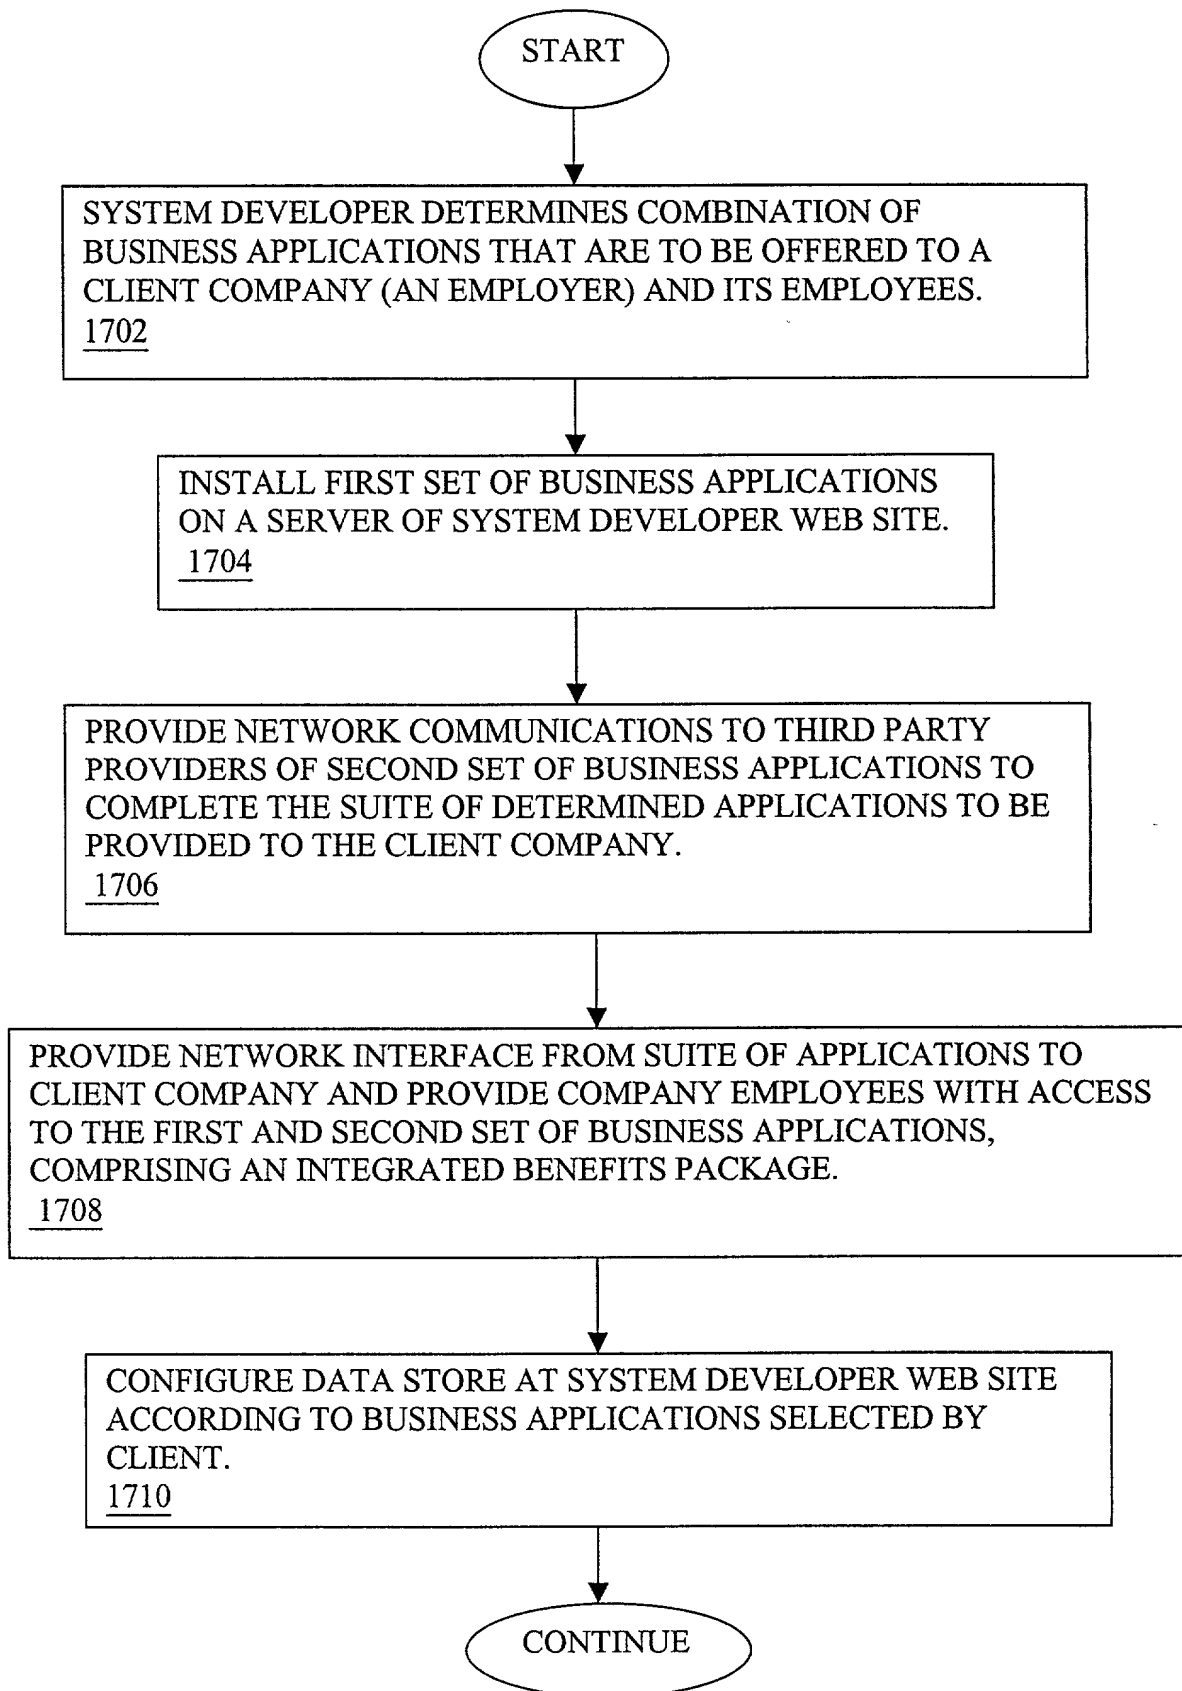 START
SYSTEM DEVELOPER DETERMINES COMBINATION OF
BUSINESS APPLICATIONS THAT ARE TO BE OFFERED TO A
CLIENT COMPANY (AN EMPLOYER) AND ITS EMPLOYEES.
1702
INSTALL FIRST SET OF BUSINESS APPLICATIONS
ON A SERVER OF SYSTEM DEVELOPER WEB SITE.
1704
PROVIDE NETWORK COMMUNICATIONS TO THIRD PARTY
PROVIDERS OF SECOND SET OF BUSINESS APPLICATIONS TO
COMPLETE THE SUITE OF DETERMINED APPLICATIONS TO BE
PROVIDED TO THE CLIENT COMPANY.
1706
PROVIDE NETWORK INTERFACE FROM SUITE OF APPLICATIONS TO
CLIENT COMPANY AND PROVIDE COMPANY EMPLOYEES WITH ACCESS
TO THE FIRST AND SECOND SET OF BUSINESS APPLICATIONS,
COMPRISING AN INTEGRATED BENEFITS PACKAGE.
1708
CONFIGURE DATA STORE AT SYSTEM DEVELOPER WEB SITE
ACCORDING TO BUSINESS APPLICATIONS SELECTED BY
CLIENT.
1710
CONTINUE